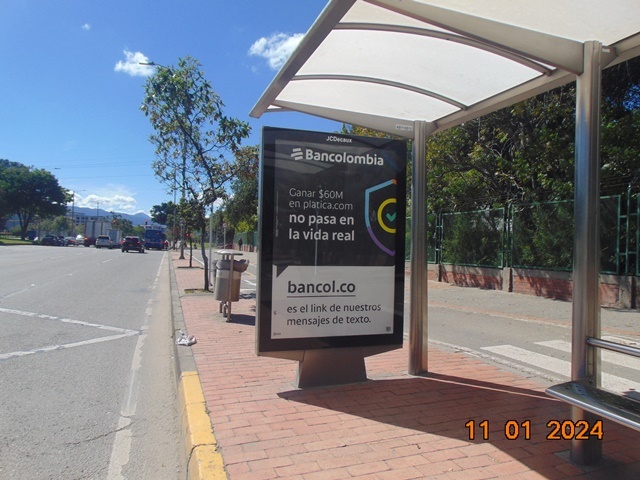 JCDecaux
Bancolombia
Ganar $60M
en platica.com
no pasa en
la vida real
bancol.co
es el link de nuestros
mensajes de texto.
11 01 2024